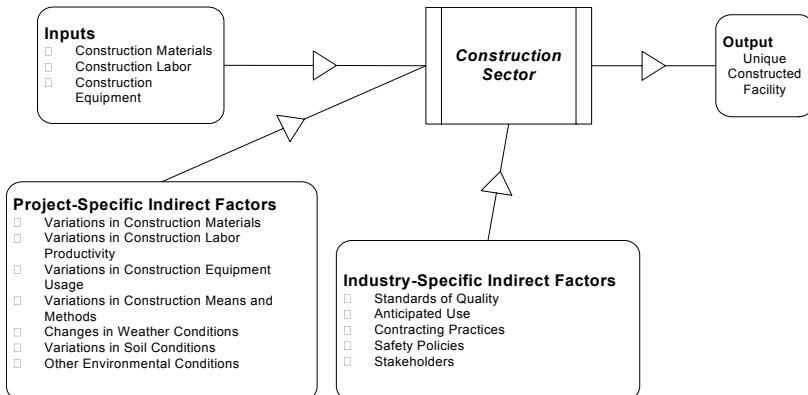 Inputs
Construction Materials
Construction Labor
Construction
Equipment
Construction
Sector
Output
Unique
Constructed
Facility
Project-Specific Indirect Factors
Variations in Construction Materials
Variations in Construction Labor
Productivity
Variations in Construction Equipment
Usage
Variations in Construction Means and
Methods
Changes in Weather Conditions
Variations in Soil Conditions
Other Environmental Conditions
Industry-Specific Indirect Factors
Standards of Quality
Anticipated Use
Contracting Practices
Safety Policies
Stakeholders